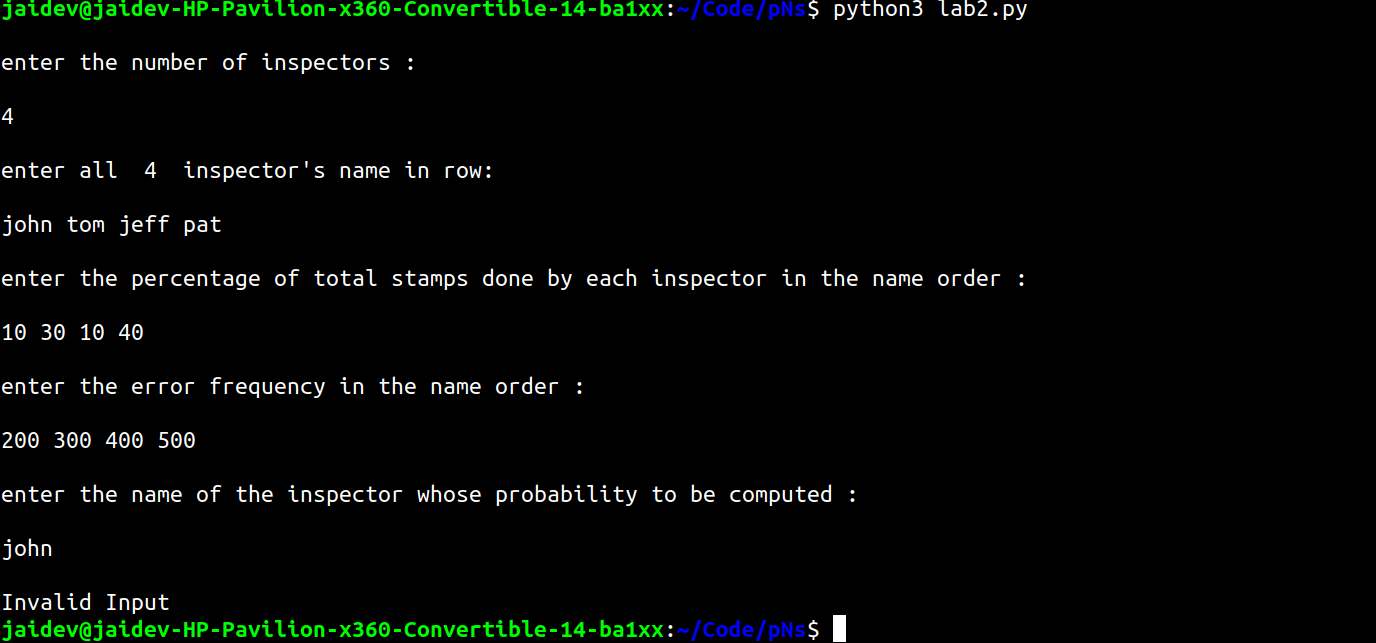 jaidev@jaidev-HP-Pavilion-x360-Convertible-14-ba1xx:~/Code/pNs$ python3 lab2.py
enter the number of inspectors :
4
enter all  4  inspector's name in row:
john tom jeff pat
enter the percentage of total stamps done by each inspector in the name order :
10 30 10 40
enter the error frequency in the name order :
200 300 400 500
enter the name of the inspector whose probability to be computed :
john
Invalid Input
jaidev@jaidev-HP-Pavilion-x360-Convertible-14-ba1xx:~/Code/pNs$